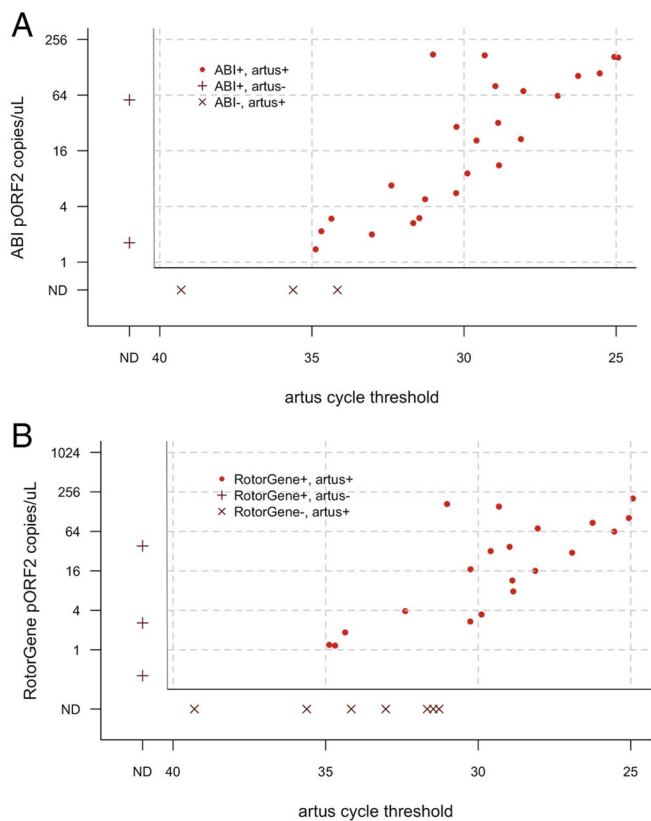 A
256
64
16
4
1
ND
ABI pORF2 copies/uL
ABI+, artus+
ABI+, artus-
ABI-, artus+
ND 40 35 30 25
artus cycle threshold
B
1024
256
64
16
4
1
ND
RotorGene pORF2 copies/uL
RotorGene+, artus+
RotorGene+, artus-
RotorGene-, artus+
ND 40 35 30 25
artus cycle threshold